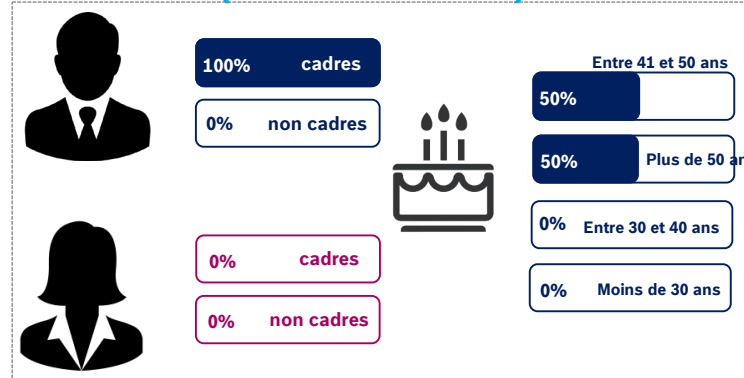 100% cadres
0% non cadres
0% cadres
0% non cadres
Entre 41 et 50 ans
50%
50% Plus de 50
0% Entre 30 et 40 ans
0% Moins de 30 ans